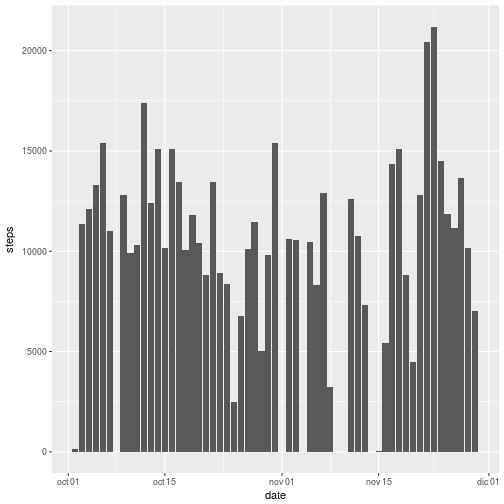 steps
20000
15000
10000
5000
0
oct 01
oct 15
nov 01
nov 15
dic 01
date